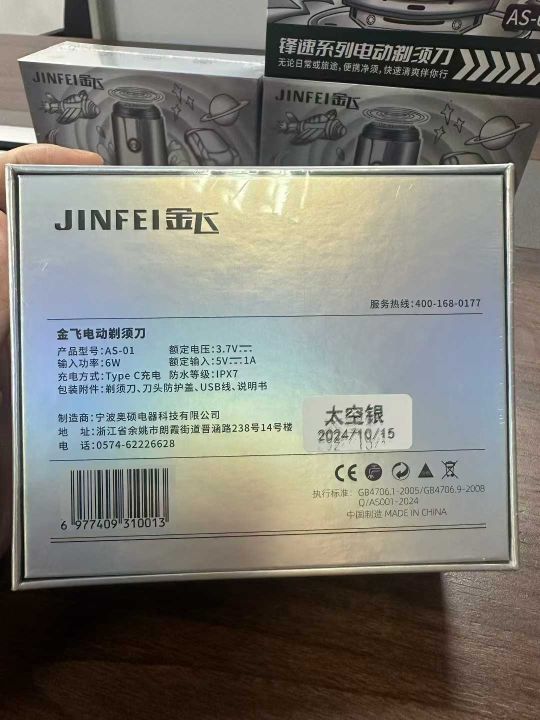 AS-
锋速系列电动剃须刀
无论日常或旅途,便携净须,快速清爽伴你行
JINFEI金飞
JINFEI金飞
JINFEI金飞
服务热线:400-168-0177
金飞电动剃须刀
产品型号:AS-01 额定电压:3.7V⎓
输入功率:6W 额定输入:5V⎓1A
充电方式:Type C充电 防水等级:IPX7
包装附件:剃须刀、刀头防护盖、USB线、说明书
制造商:宁波奥硕电器科技有限公司
地 址:浙江省余姚市朗霞街道晋涵路238号14号楼
电 话:0574-62226628
太空银
2024/10/15
CE
执行标准: GB4706.1-2005/GB4706.9-2008
Q/AS001-2024
中国制造 MADE IN CHINA
6 977409 310013